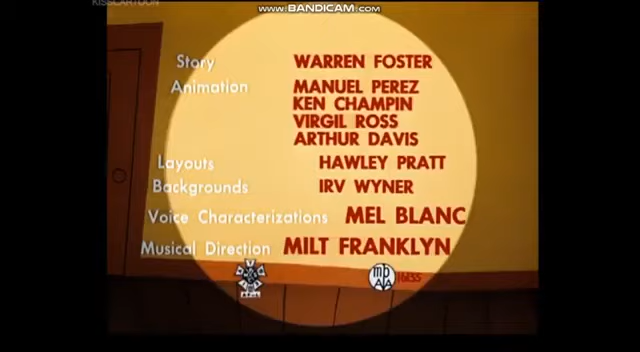 KISSCARTOON
www.BANDICAM.com
Story WARREN FOSTER
Animation MANUEL PEREZ
KEN CHAMPIN
VIRGIL ROSS
ARTHUR DAVIS
Layouts HAWLEY PRATT
Backgrounds IRV WYNER
Voice Characterizations MEL BLANC
Musical Direction MILT FRANKLYN